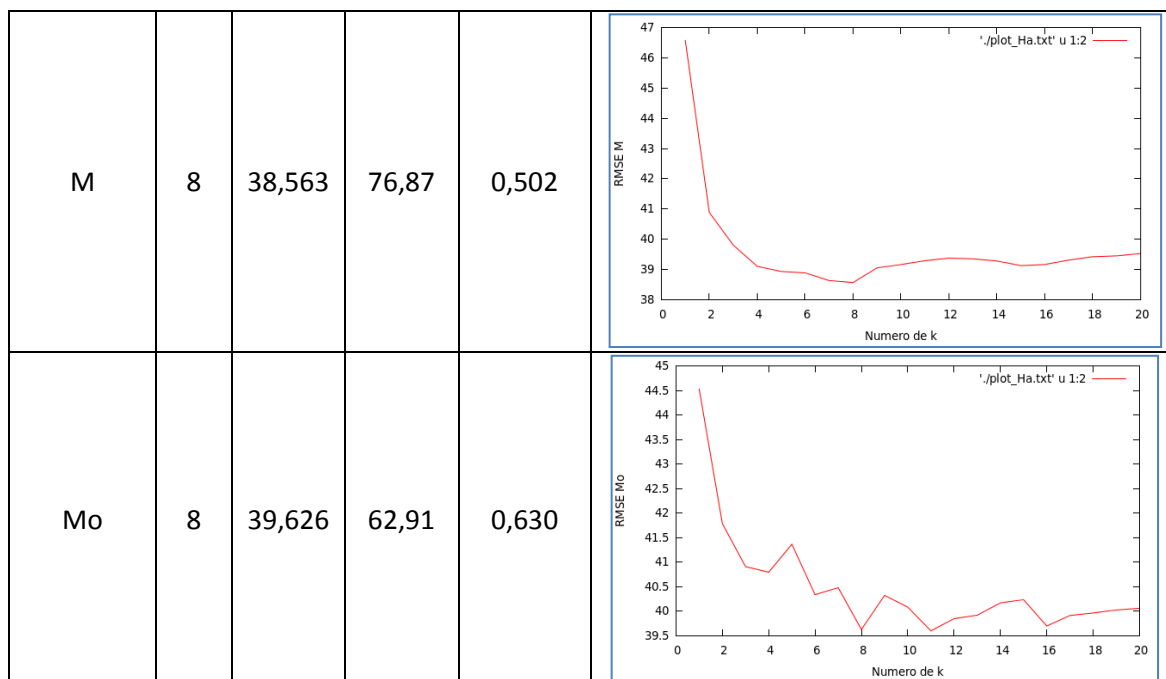 M 8 38,563 76,87 0,502
'./plot_Ha.txt' u 1:2
RMSE M
47
46
45
44
43
42
41
40
39
38
0 2 4 6 8 10 12 14 16 18 20
Numero de k
Mo 8 39,626 62,91 0,630
'./plot_Ha.txt' u 1:2
RMSE Mo
45
44.5
44
43.5
43
42.5
42
41.5
41
40.5
40
39.5
0 2 4 6 8 10 12 14 16 18 20
Numero de k